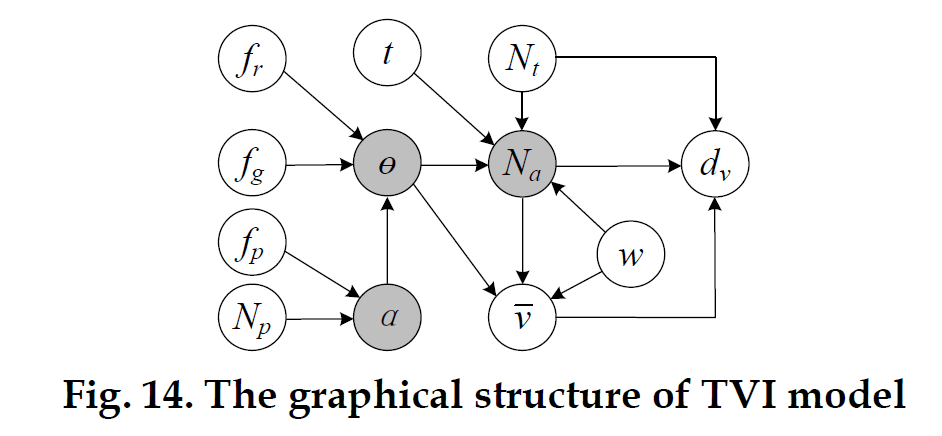 f_r t N_t
f_g ɵ N_a d_v
f_p w
N_p α v̅
Fig. 14. The graphical structure of TVI model